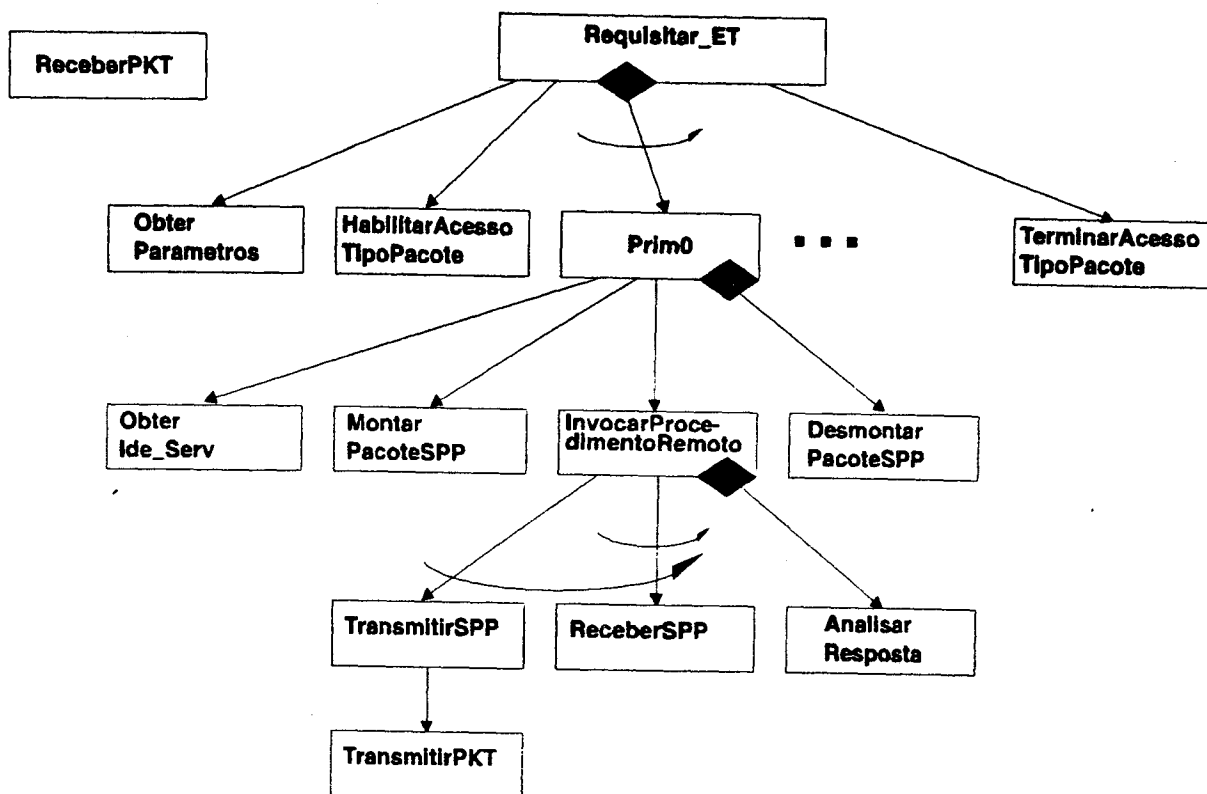 Requisitar_ET
ReceberPKT
Obter
Parametros
HabilitarAcesso
TipoPacote
Prim0
TerminarAcesso
TipoPacote
Obter
Ide_Serv
Montar
PacoteSPP
InvocarProce-
dimentoRemoto
Desmontar
PacoteSPP
TransmitirSPP
ReceberSPP
Analisar
Resposta
TransmitirPKT